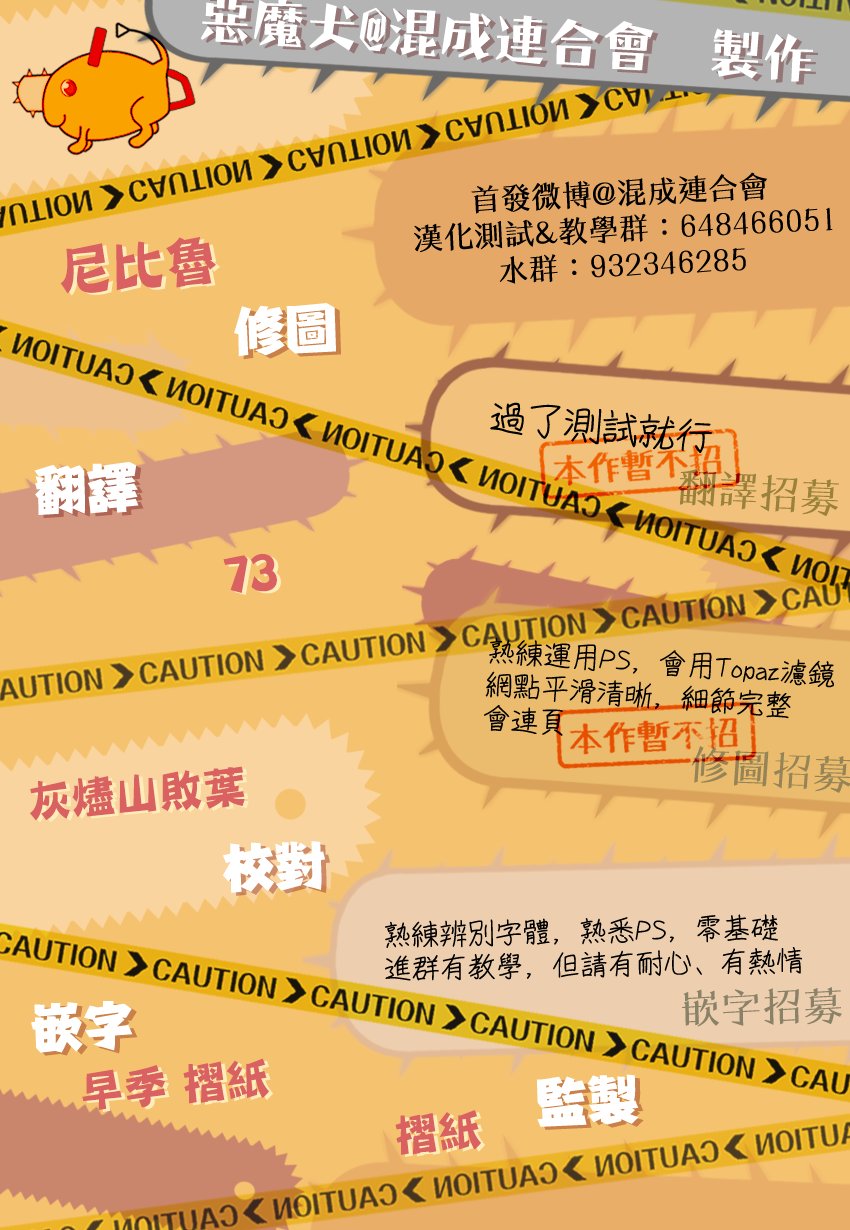 惡魔犬@混成連合會 製作
CAUTION CAUTION CAUTION CAUTION
首發微博@混成連合會
漢化測試&教學群：648466051
水群：932346285
尼比魯
修圖
CAUTION CAUTION CAUTION CAUTION CAUTION
過了測試就行
本作暫不招
翻譯招募
翻譯
73
CAUTION CAUTION CAUTION CAUTION CAUTION
熟練運用PS，會用Topaz濾鏡
網點平滑清晰，細節完整
會連頁
本作暫不招
修圖招募
灰燼山敗葉
校對
熟練辨別字體，熟悉PS，零基礎
進群有教學，但請有耐心、有熱情
嵌字招募
CAUTION CAUTION CAUTION CAUTION CAUTION
嵌字
早季 摺紙
監製
摺紙
CAUTION CAUTION CAUTION CAUTION CAUTION